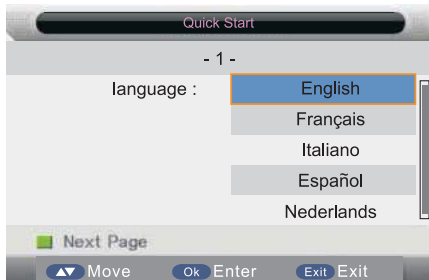 Quick Start
- 1 -
language : English
Français
Italiano
Español
Nederlands
Next Page
Move Ok Enter Exit Exit